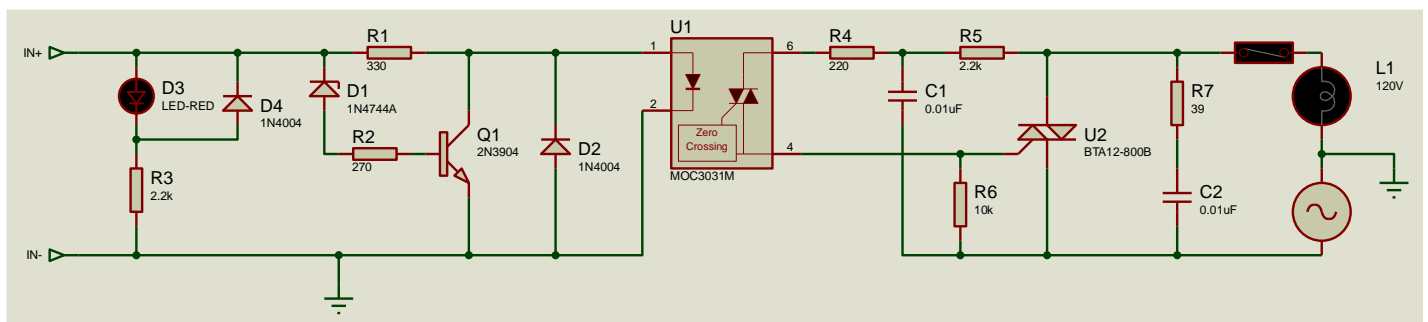 IN+
D3
LED-RED
D4
1N4004
R3
2.2k
IN-
D1
1N4744A
R1
330
R2
270
Q1
2N3904
D2
1N4004
U1
1
2
6
4
Zero
Crossing
MOC3031M
R4
220
C1
0.01uF
R5
2.2k
R6
10k
U2
BTA12-800B
R7
39
C2
0.01uF
L1
120V